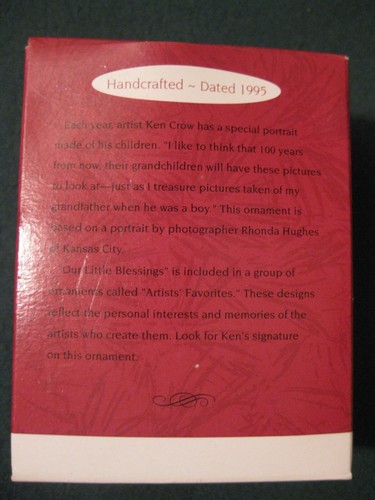 Handcrafted ~ Dated 1995
Each year, artist Ken Crow has a special portrait
made of his children. "I like to think that 100 years
from now, their grandchildren will have these pictures
to look at—just as I treasure pictures taken of my
grandfather when he was a boy." This ornament is
based on a portrait by photographer Rhonda Hughes
of Kansas City.
Our Little Blessings" is included in a group of
ornaments called "Artists' Favorites." These designs
reflect the personal interests and memories of the
artists who create them. Look for Ken's signature
on this ornament.